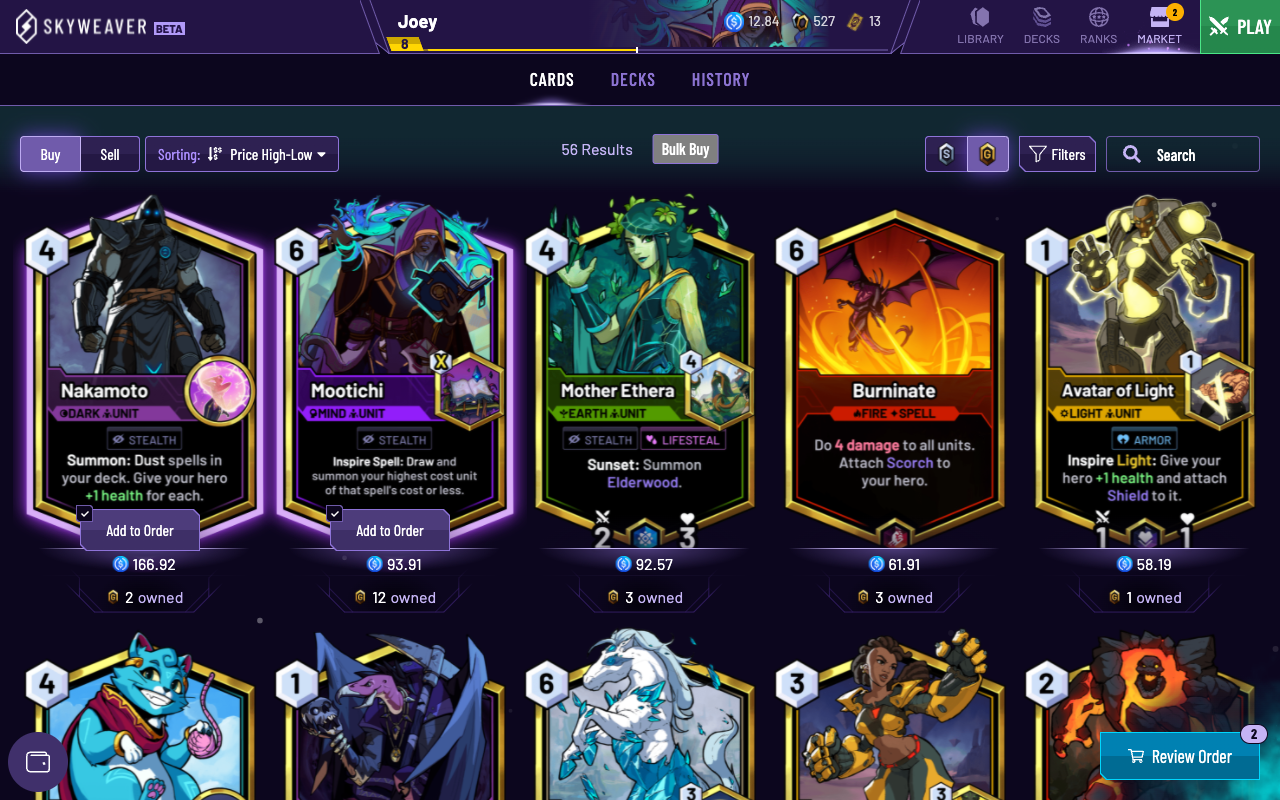 SKYWEAVER BETA
Joey
8
12.84 527 13
LIBRARY DECKS RANKS MARKET 2
PLAY
CARDS DECKS HISTORY
Buy Sell Sorting: Price High-Low
56 Results Bulk Buy
S G Filters Search
4 6 4 6 1
X 4 1
Nakamoto
DARK UNIT
STEALTH
Summon: Dust spells in
your deck. Give your hero
+1 health for each.
Add to Order
166.92
G 2 owned
Mootichi
MIND UNIT
STEALTH
Inspire Spell: Draw and
summon your highest cost unit
of that spell's cost or less.
Add to Order
93.91
G 12 owned
Mother Ethera
EARTH UNIT
STEALTH LIFESTEAL
Sunset: Summon
Elderwood.
2 3
92.57
G 3 owned
Burninate
FIRE SPELL
Do 4 damage to all units.
Attach Scorch to
your hero.
61.91
G 3 owned
Avatar of Light
LIGHT UNIT
ARMOR
Inspire Light: Give your
hero +1 health and attach
Shield to it.
1 1
58.19
G 1 owned
4 1 6 3 2
3 3
Review Order 2